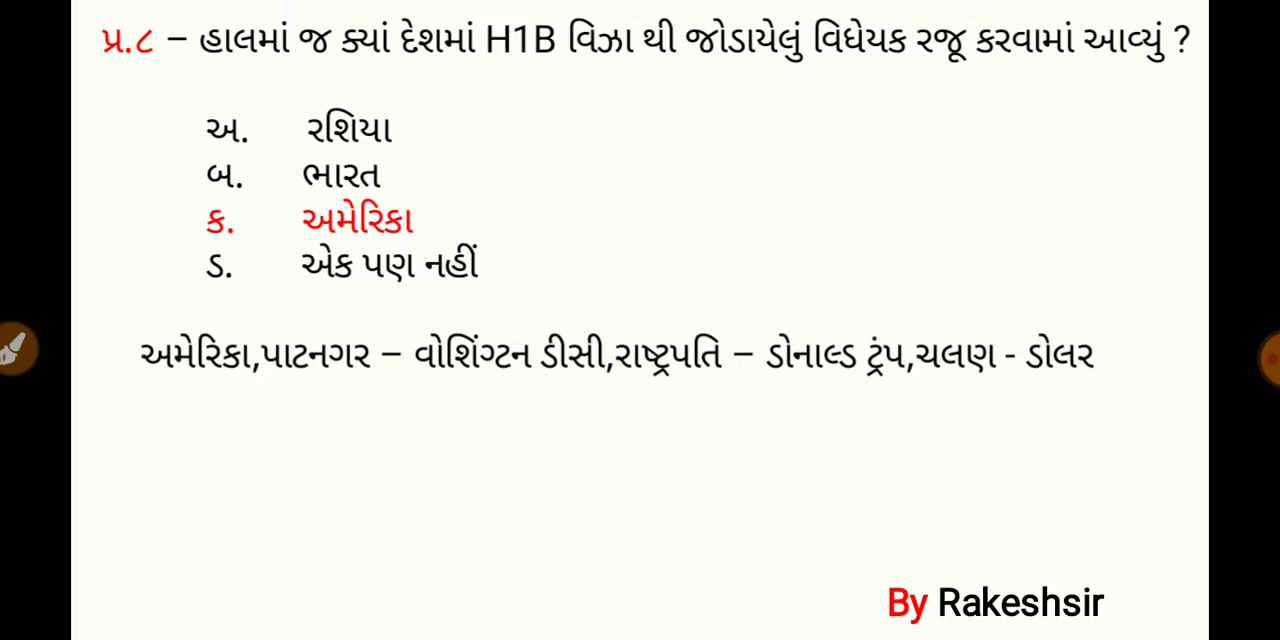 પ્ર.૮ – હાલમાં જ ક્યાં દેશમાં H1B વિઝા થી જોડાયેલું વિધેયક રજૂ કરવામાં આવ્યું ?
અ. રશિયા
બ. ભારત
ક. અમેરિકા
ડ. એક પણ નહીં
અમેરિકા,પાટનગર – વોશિંગ્ટન ડીસી,રાષ્ટ્રપતિ – ડોનાલ્ડ ટ્રંપ,ચલણ - ડોલર
By Rakeshsir